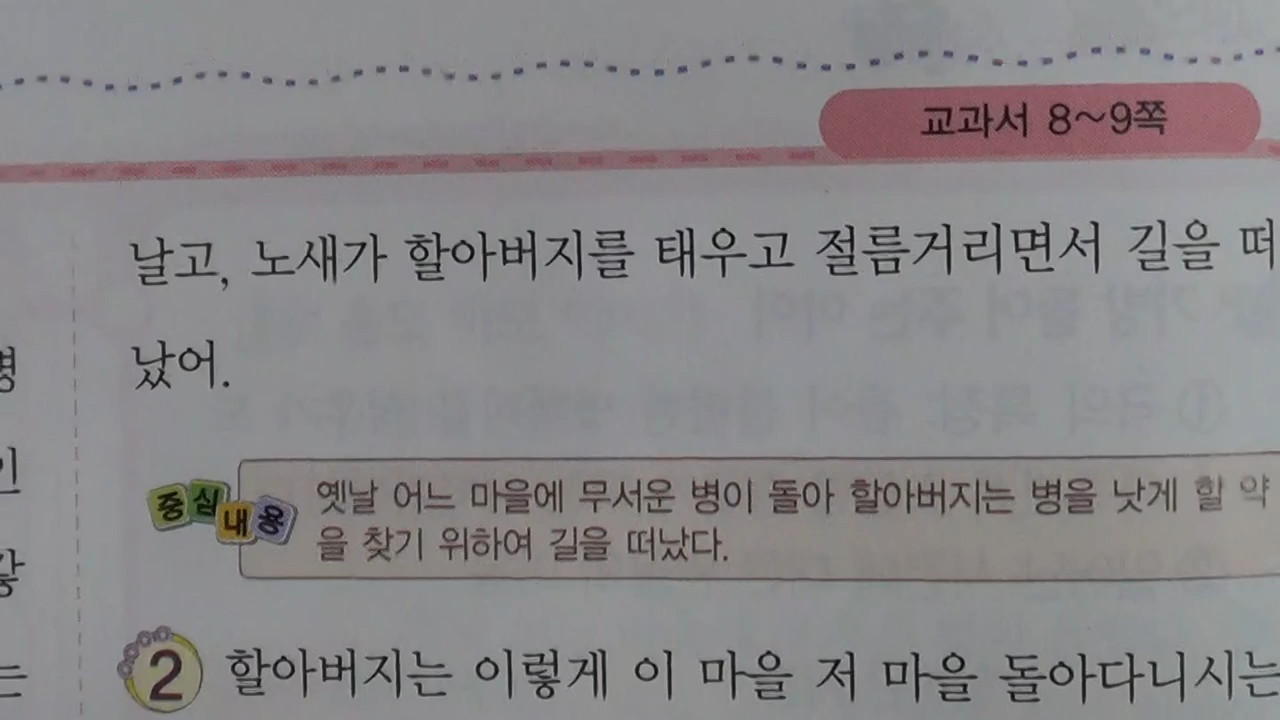 교과서 8~9쪽
날고, 노새가 할아버지를 태우고 절름거리면서 길을 떠
났어.
중심내용
옛날 어느 마을에 무서운 병이 돌아 할아버지는 병을 낫게 할 약
을 찾기 위하여 길을 떠났다.
2 할아버지는 이렇게 이 마을 저 마을 돌아다니시는